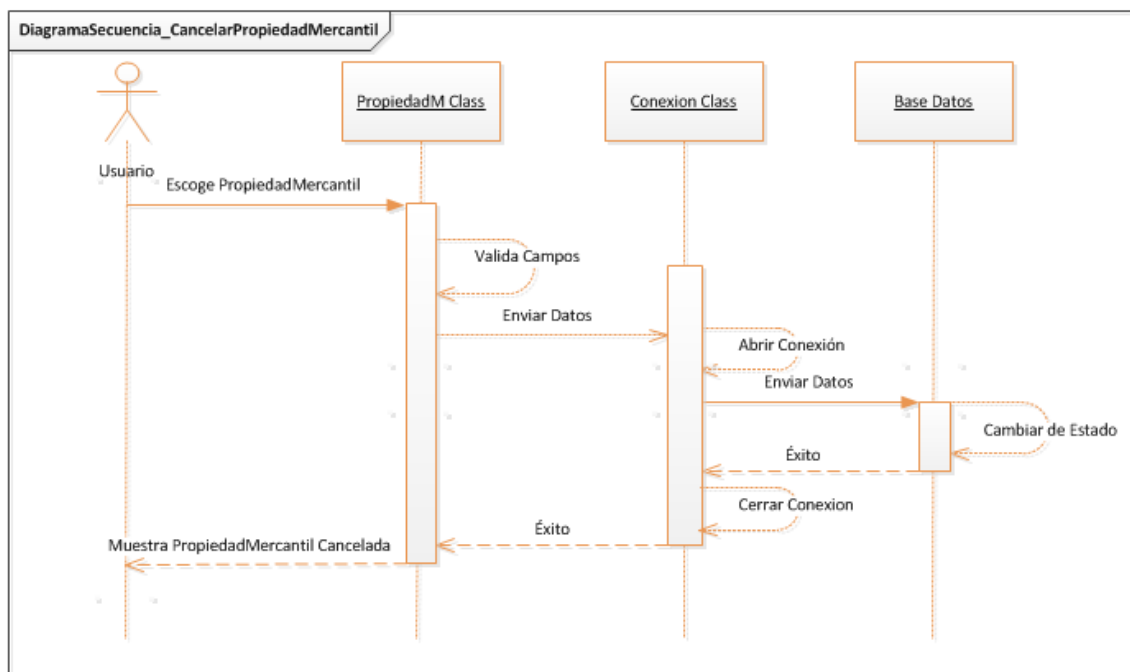 DiagramaSecuencia_CancelarPropiedadMercantil
PropiedadM Class
Conexion Class
Base Datos
Usuario
Escoge PropiedadMercantil
Valida Campos
Enviar Datos
Abrir Conexión
Enviar Datos
Cambiar de Estado
Éxito
Cerrar Conexion
Éxito
Muestra PropiedadMercantil Cancelada